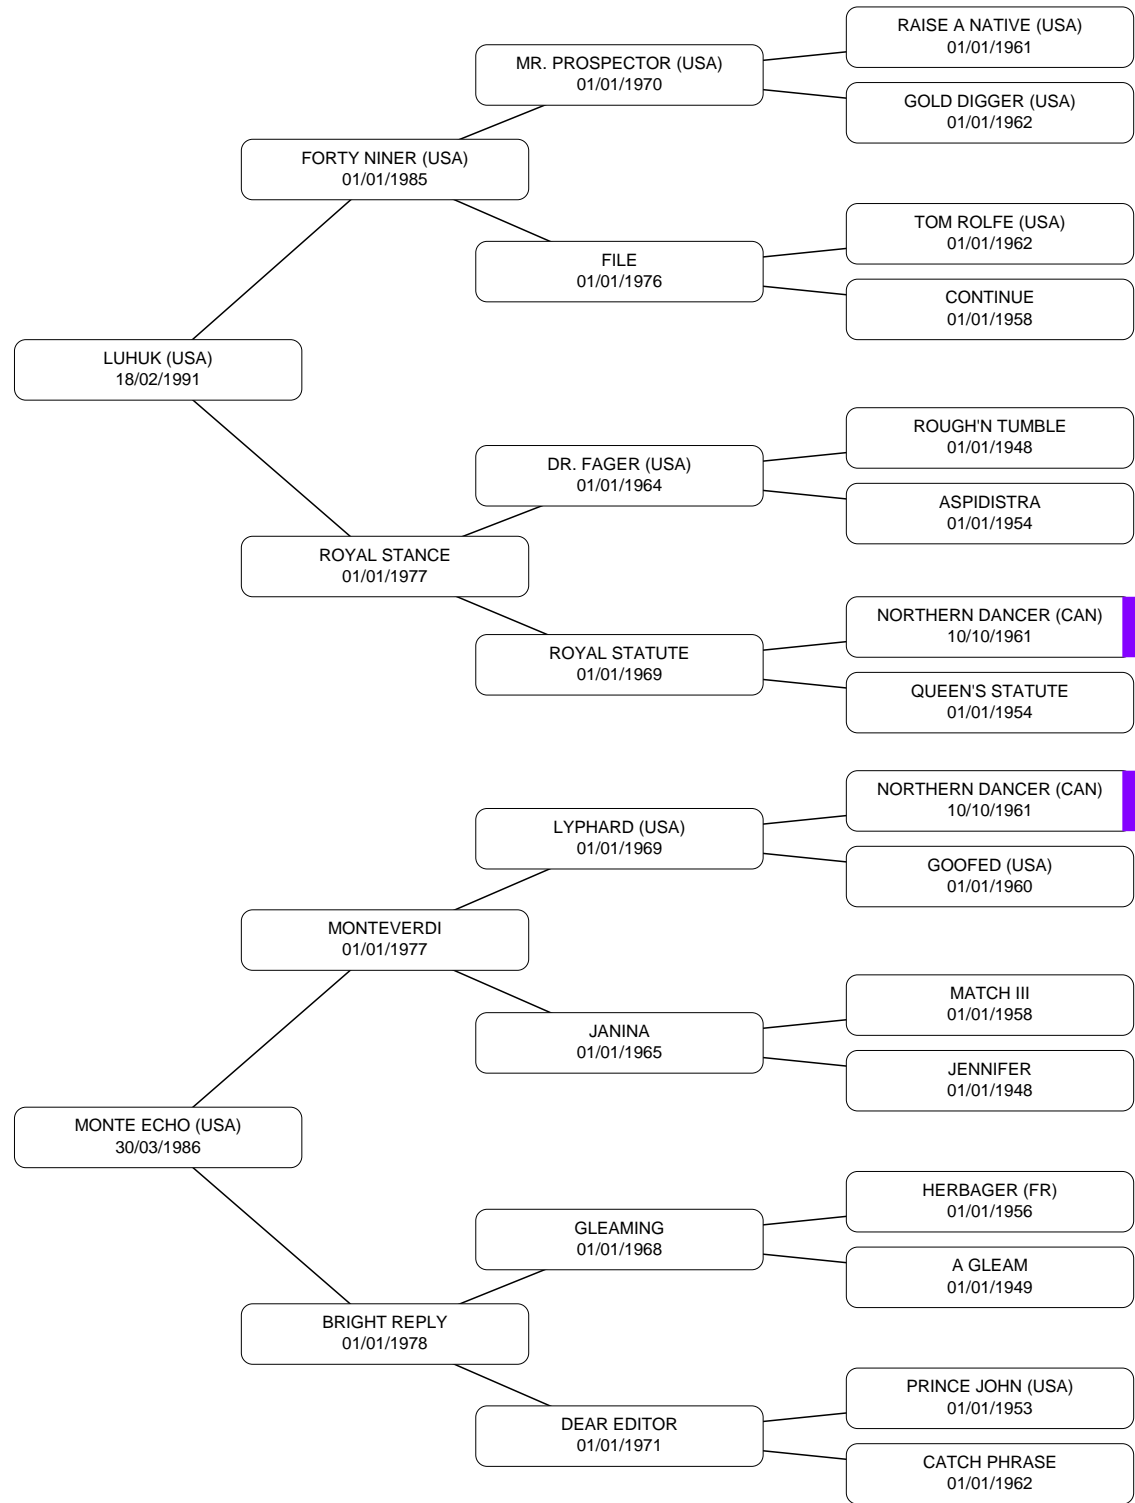 RAISE A NATIVE (USA)
01/01/1961
MR. PROSPECTOR (USA)
01/01/1970
GOLD DIGGER (USA)
01/01/1962
FORTY NINER (USA)
01/01/1985
TOM ROLFE (USA)
01/01/1962
FILE
01/01/1976
CONTINUE
01/01/1958
LUHUK (USA)
18/02/1991
ROUGH'N TUMBLE
01/01/1948
DR. FAGER (USA)
01/01/1964
ASPIDISTRA
01/01/1954
ROYAL STANCE
01/01/1977
NORTHERN DANCER (CAN)
10/10/1961
ROYAL STATUTE
01/01/1969
QUEEN'S STATUTE
01/01/1954
NORTHERN DANCER (CAN)
10/10/1961
LYPHARD (USA)
01/01/1969
GOOFED (USA)
01/01/1960
MONTEVERDI
01/01/1977
MATCH III
01/01/1958
JANINA
01/01/1965
JENNIFER
01/01/1948
MONTE ECHO (USA)
30/03/1986
HERBAGER (FR)
01/01/1956
GLEAMING
01/01/1968
A GLEAM
01/01/1949
BRIGHT REPLY
01/01/1978
PRINCE JOHN (USA)
01/01/1953
DEAR EDITOR
01/01/1971
CATCH PHRASE
01/01/1962